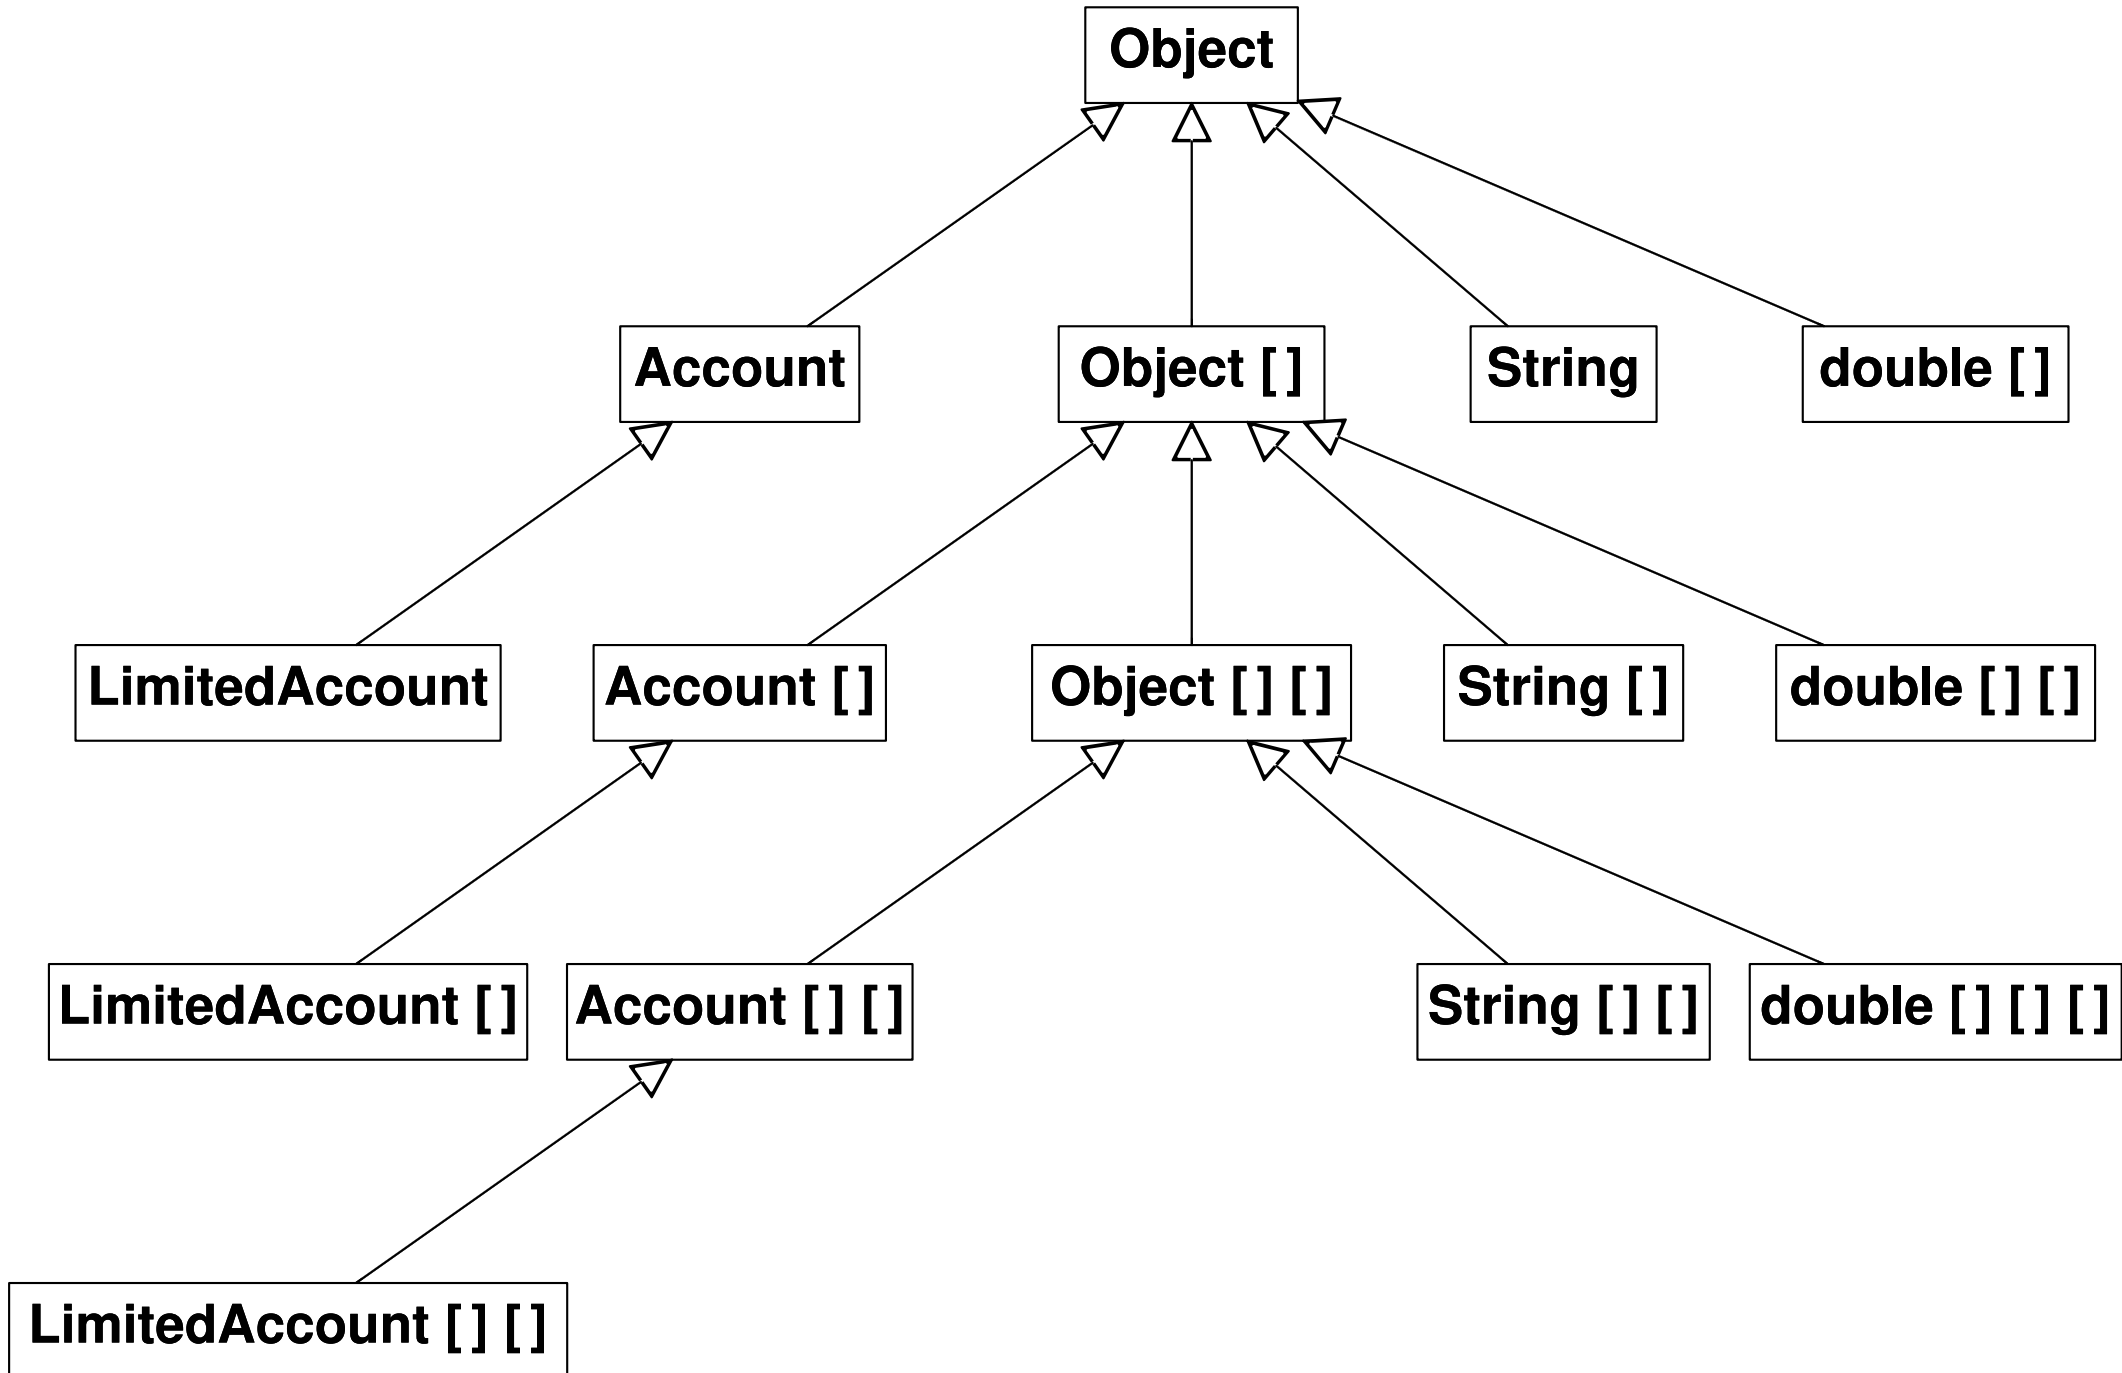 Object
Account
Object [ ]
String
double [ ]
LimitedAccount
Account [ ]
Object [ ] [ ]
String [ ]
double [ ] [ ]
LimitedAccount [ ]
Account [ ] [ ]
String [ ] [ ]
double [ ] [ ] [ ]
LimitedAccount [ ] [ ]